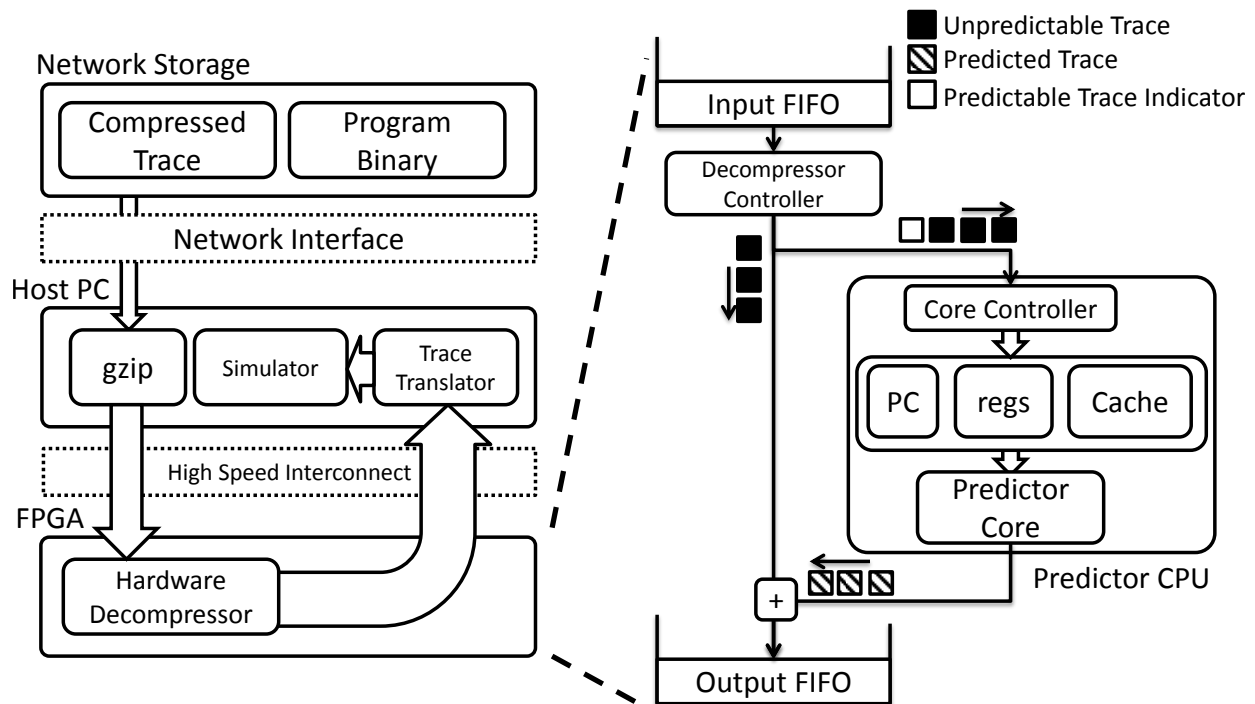 Network Storage
Compressed
Trace
Program
Binary
Network Interface
Host PC
gzip
Simulator
Trace
Translator
High Speed Interconnect
FPGA
Hardware
Decompressor
Unpredictable Trace
Predicted Trace
Predictable Trace Indicator
Input FIFO
Decompressor
Controller
Core Controller
PC
regs
Cache
Predictor
Core
Predictor CPU
+
Output FIFO